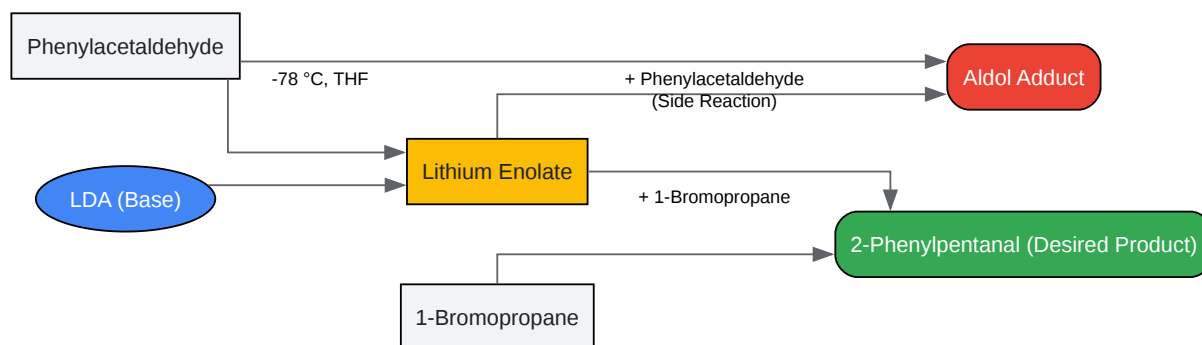 Phenylacetaldehyde
-78 °C, THF
+ Phenylacetaldehyde
(Side Reaction)
Aldol Adduct
LDA (Base)
Lithium Enolate
+ 1-Bromopropane
2-Phenylpentanal (Desired Product)
1-Bromopropane